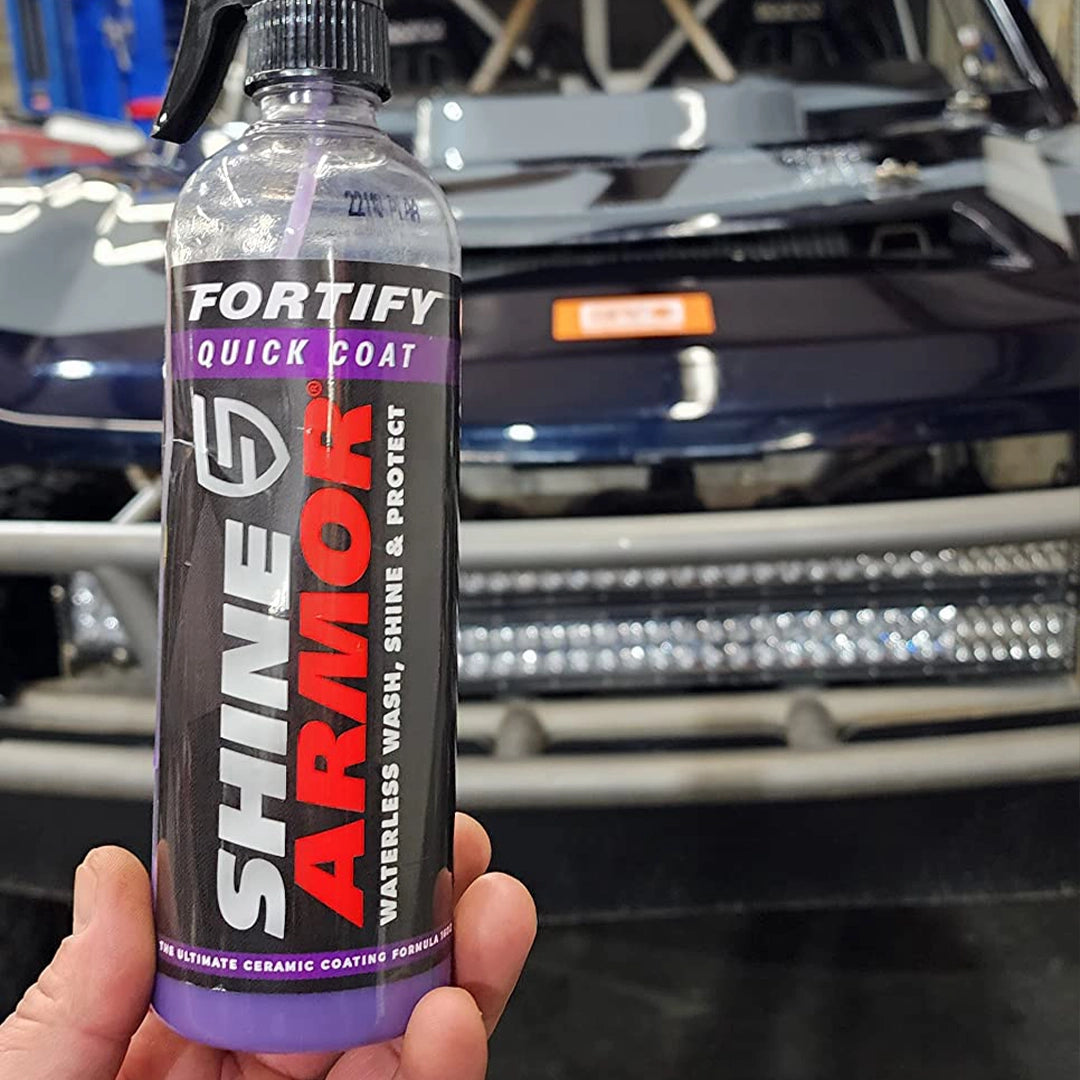 FORTIFY
QUICK COAT
SHINE
ARMOR®
WATERLESS WASH, SHINE & PROTECT
THE ULTIMATE CERAMIC COATING FORMULA